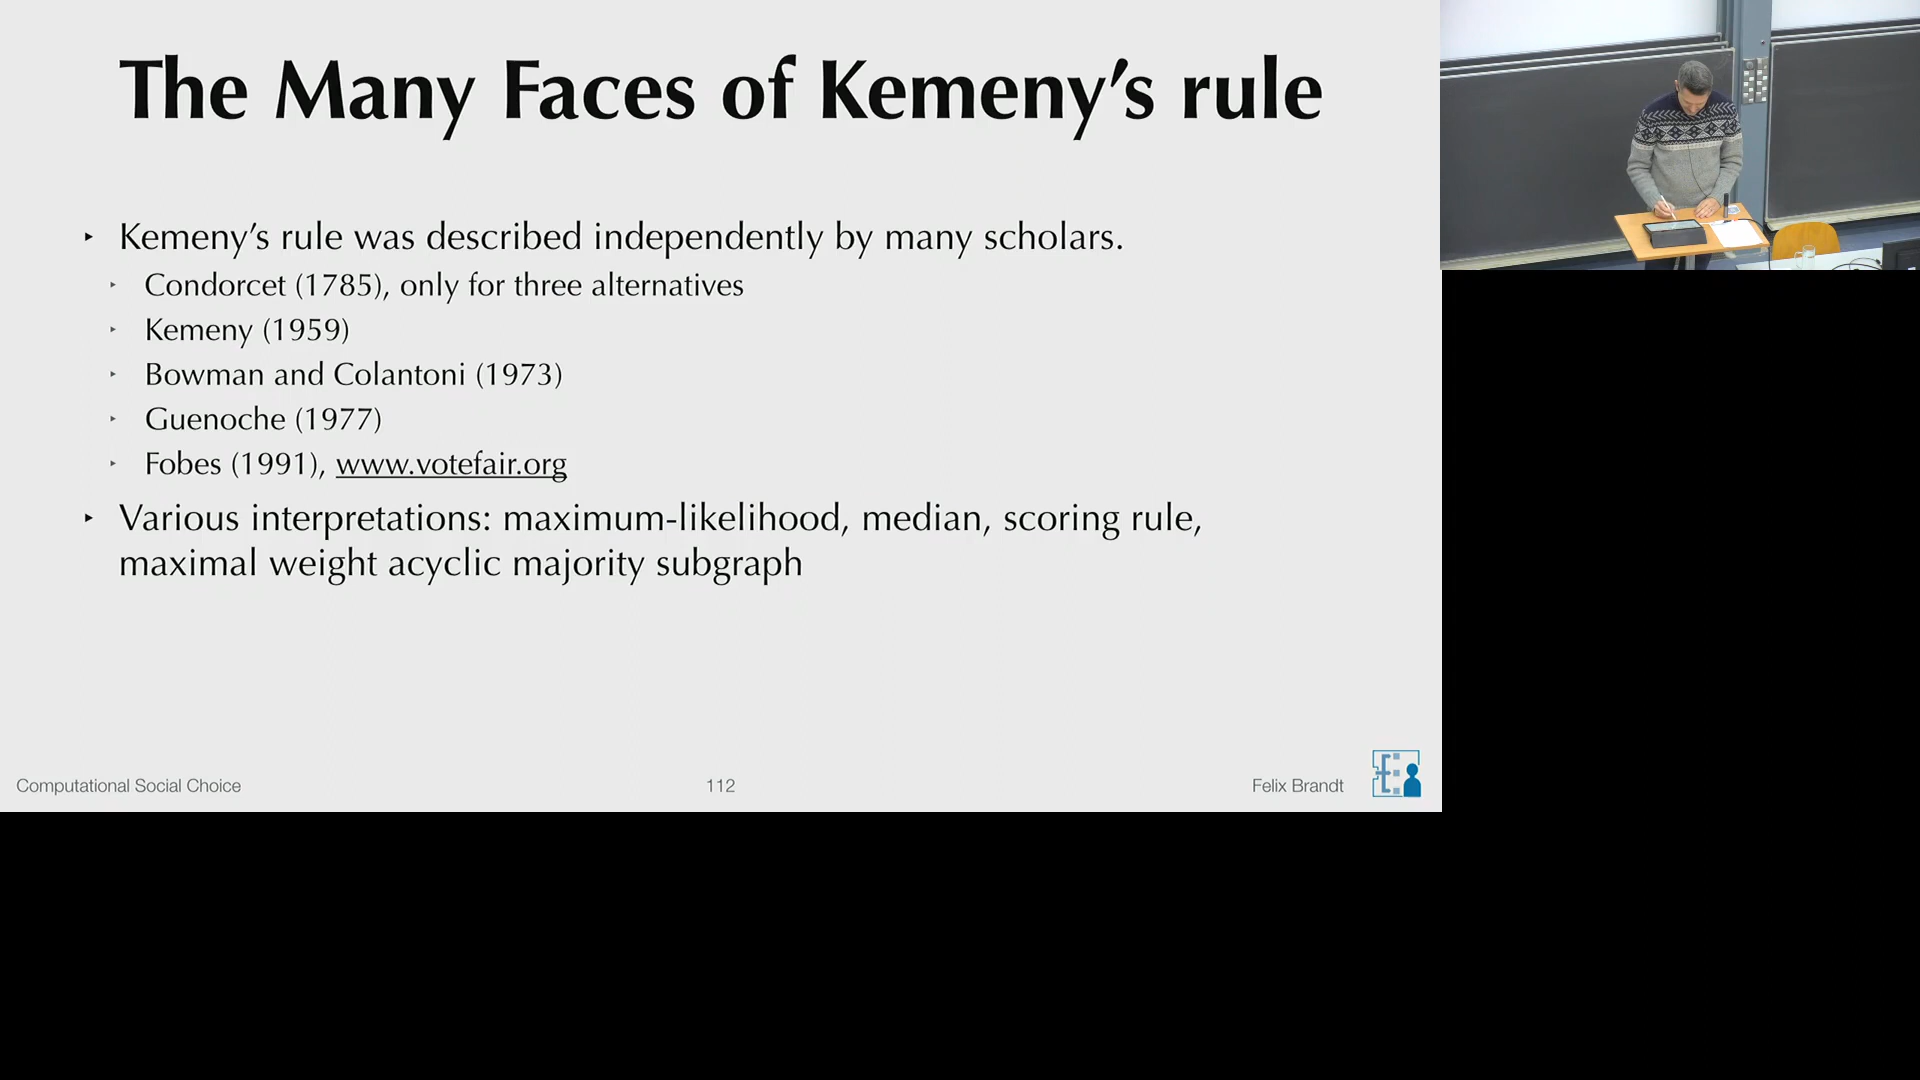 The Many Faces of Kemeny’s rule
‣ Kemeny’s rule was described independently by many scholars.
‣ Condorcet (1785), only for three alternatives
‣ Kemeny (1959)
‣ Bowman and Colantoni (1973)
‣ Guenoche (1977)
‣ Fobes (1991), www.votefair.org
‣ Various interpretations: maximum-likelihood, median, scoring rule,
maximal weight acyclic majority subgraph
Computational Social Choice
112
Felix Brandt